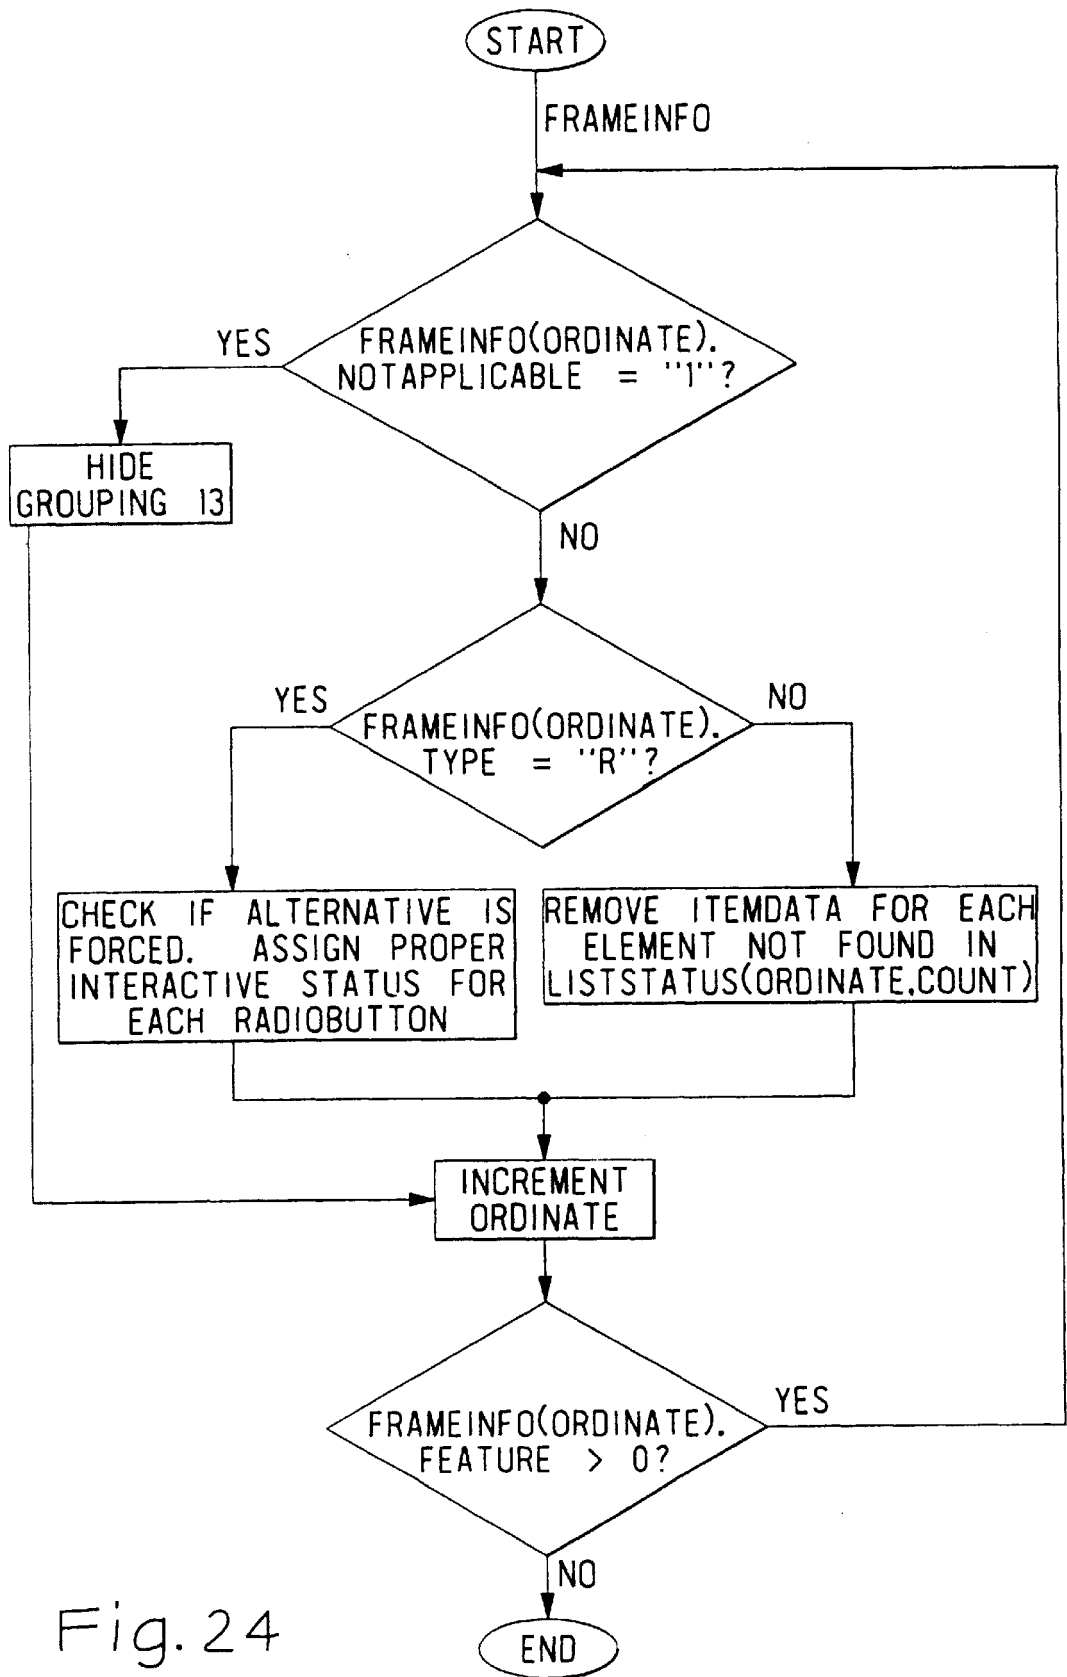 START
FRAMEINFO
YES
FRAMEINFO(ORDINATE).
NOTAPPLICABLE = "1"?
HIDE
GROUPING 13
NO
YES
NO
FRAMEINFO(ORDINATE).
TYPE = "R"?
CHECK IF ALTERNATIVE IS
FORCED. ASSIGN PROPER
INTERACTIVE STATUS FOR
EACH RADIOBUTTON
REMOVE ITEMDATA FOR EACH
ELEMENT NOT FOUND IN
LISTSTATUS(ORDINATE,COUNT)
INCREMENT
ORDINATE
YES
FRAMEINFO(ORDINATE).
FEATURE > 0?
NO
END
Fig. 24